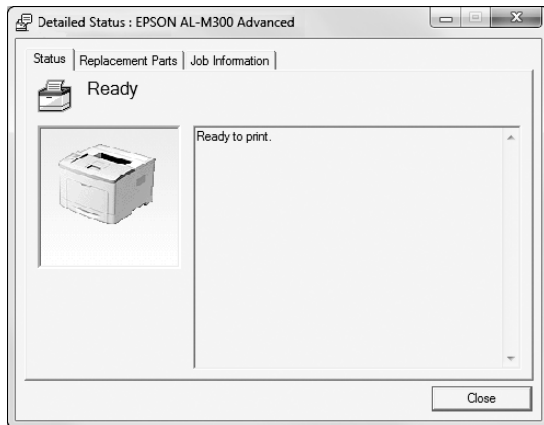 Detailed Status : EPSON AL-M300 Advanced
Status Replacement Parts Job Information
Ready
Ready to print.
Close